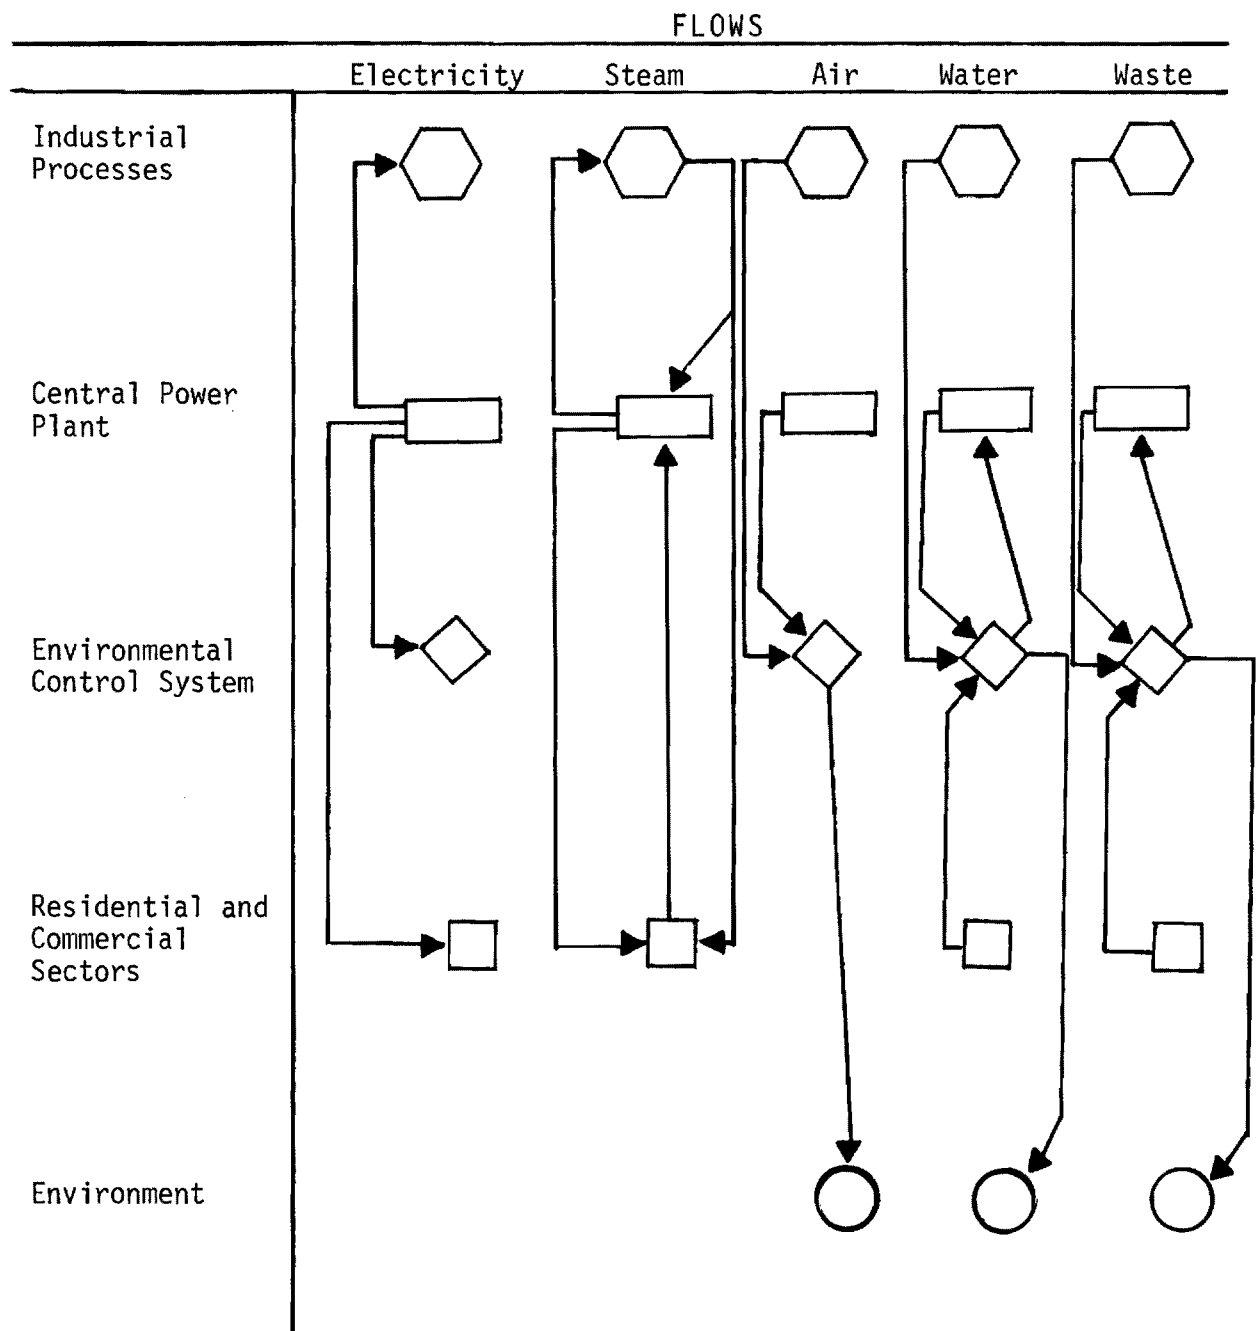 FLOWS
Electricity Steam Air Water Waste
Industrial
Processes
Central Power
Plant
Environmental
Control System
Residential and
Commercial
Sectors
Environment